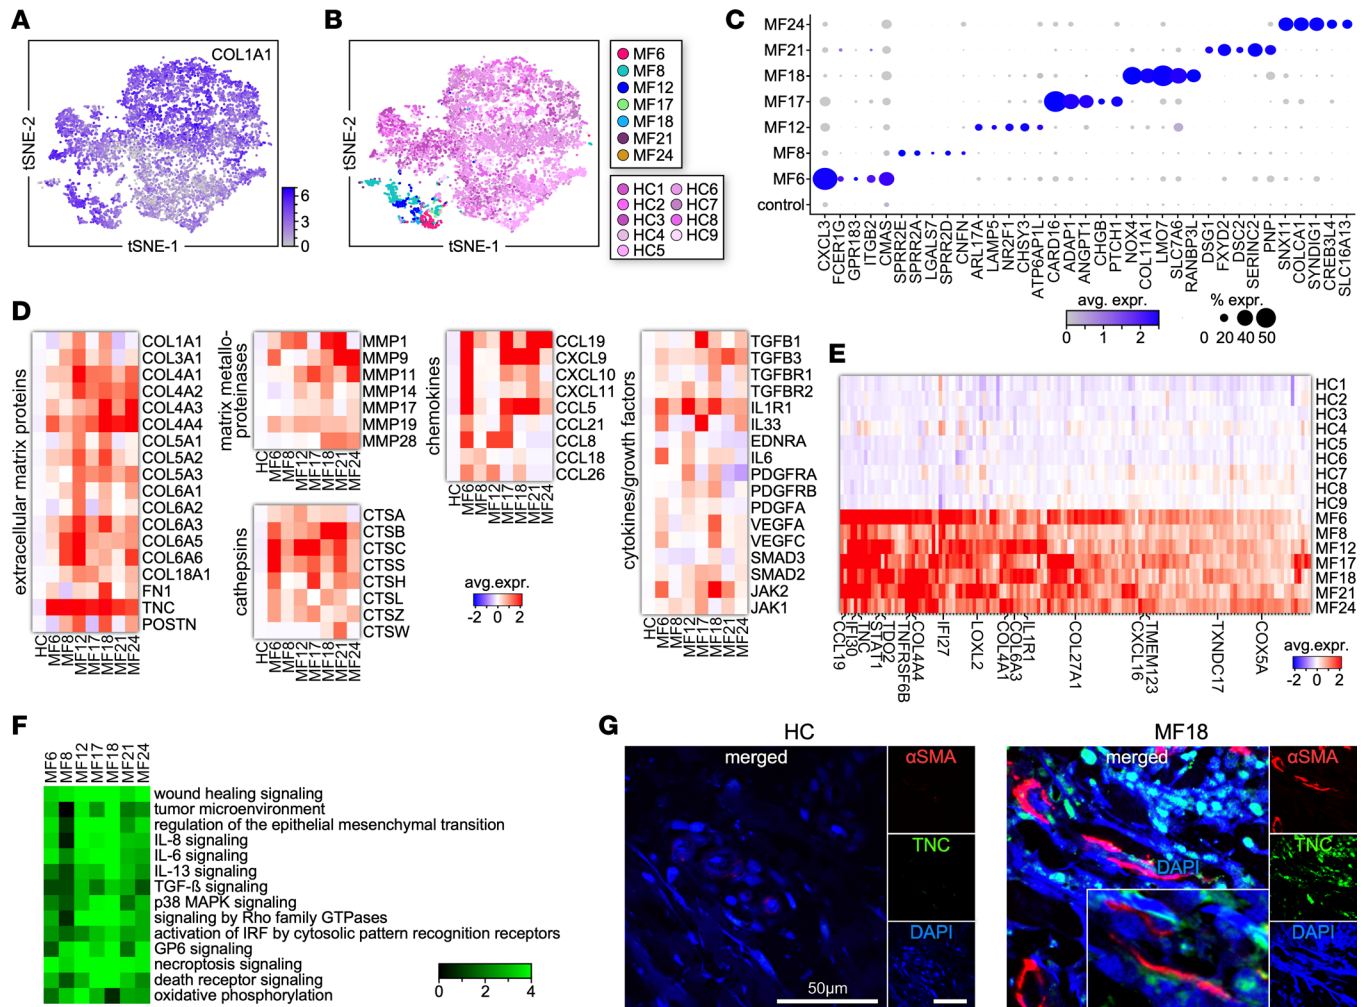 A
COL1A1
tSNE-2
tSNE-1
6
3
0
B
tSNE-2
tSNE-1
MF6
MF8
MF12
MF17
MF18
MF21
MF24
HC1 HC6
HC2 HC7
HC3 HC8
HC4 HC9
HC5
C
MF24
MF21
MF18
MF17
MF12
MF8
MF6
control
CXCL3
FCER1G
GPR183
ITGB2
CMAS
SPRR2E
SPRR2A
LGALS7
SPRR2D
CNFN
ARL17A
LAMP5
NR2F1
CHSY3
ATP6AP1L
CARD16
ADAP1
ANGPT1
CHGB
PTCH1
NOX4
COL11A1
LMO7
SLC7A6
RANBP3L
DSG1
FXYD2
DSC2
SERINC2
PNP
SNX11
COLCA1
SYNDIG1
CREB3L4
SLC16A13
avg. expr.
0 1 2
% expr.
0 20 40 50
D
extracellular matrix proteins
COL1A1
COL3A1
COL4A1
COL4A2
COL4A3
COL4A4
COL5A1
COL5A2
COL5A3
COL6A1
COL6A2
COL6A3
COL6A5
COL6A6
COL18A1
FN1
TNC
POSTN
HC MF6 MF8 MF12 MF17 MF18 MF21 MF24
matrix metallo-
proteinases
MMP1
MMP9
MMP11
MMP14
MMP17
MMP19
MMP28
HC MF6 MF8 MF12 MF17 MF18 MF21 MF24
cathepsins
CTSA
CTSB
CTSC
CTSS
CTSH
CTSL
CTSZ
CTSW
HC MF6 MF8 MF12 MF17 MF18 MF21 MF24
chemokines
CCL19
CXCL9
CXCL10
CXCL11
CCL5
CCL21
CCL8
CCL18
CCL26
HC MF6 MF8 MF12 MF17 MF18 MF21 MF24
avg.expr.
-2 0 2
cytokines/growth factors
TGFB1
TGFB3
TGFBR1
TGFBR2
IL1R1
IL33
EDNRA
IL6
PDGFRA
PDGFRB
PDGFA
VEGFA
VEGFC
SMAD3
SMAD2
JAK2
JAK1
HC MF6 MF8 MF12 MF17 MF18 MF21 MF24
E
HC1
HC2
HC3
HC4
HC5
HC6
HC7
HC8
HC9
MF6
MF8
MF12
MF17
MF18
MF21
MF24
CCL19
IFI30
TNC
STAT1
TDO2
TNFRSF6B
COL4A4
IFI27
LOXL2
COL4A1
COL6A3
IL1R1
COL27A1
CXCL16
TMEM123
TXNDC17
COX5A
avg.expr.
-2 0 2
F
MF6 MF8 MF12 MF17 MF18 MF21 MF24
wound healing signaling
tumor microenvironment
regulation of the epithelial mesenchymal transition
IL-8 signaling
IL-6 signaling
IL-13 signaling
TGF-ß signaling
p38 MAPK signaling
signaling by Rho family GTPases
activation of IRF by cytosolic pattern recognition receptors
GP6 signaling
necroptosis signaling
death receptor signaling
oxidative phosphorylation
0 2 4
G
HC
merged
αSMA
TNC
DAPI
50µm
MF18
merged
αSMA
TNC
DAPI
DAPI